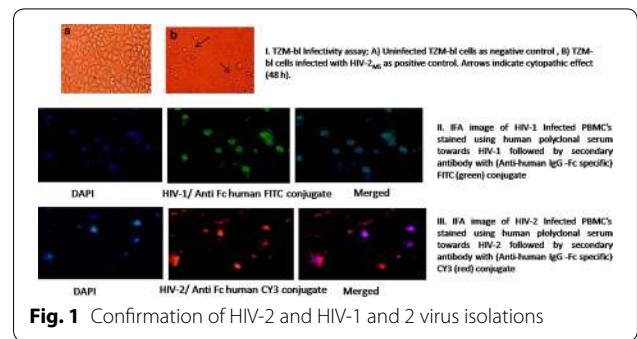 a
b
I. TZM-bl Infectivity assay; A) Uninfected TZM-bl cells as negative control , B) TZM-
bl cells infected with HIV-2MS as positive control. Arrows indicate cytopathic effect
(48 h).
II. IFA image of HIV-1 Infected PBMC's
stained using human polyclonal serum
towards HIV-1 followed by secondary
antibody with (Anti-human IgG -Fc specific)
FITC (green) conjugate
DAPI
HIV-1/ Anti Fc human FITC conjugate
Merged
III. IFA image of HIV-2 Infected PBMC's
stained using human plolyclonal serum
towards HIV-2 followed by secondary
antibody with (Anti-human IgG -Fc specific)
CY3 (red) conjugate
DAPI
HIV-2/ Anti Fc human CY3 conjugate
Merged
Fig. 1 Confirmation of HIV-2 and HIV-1 and 2 virus isolations